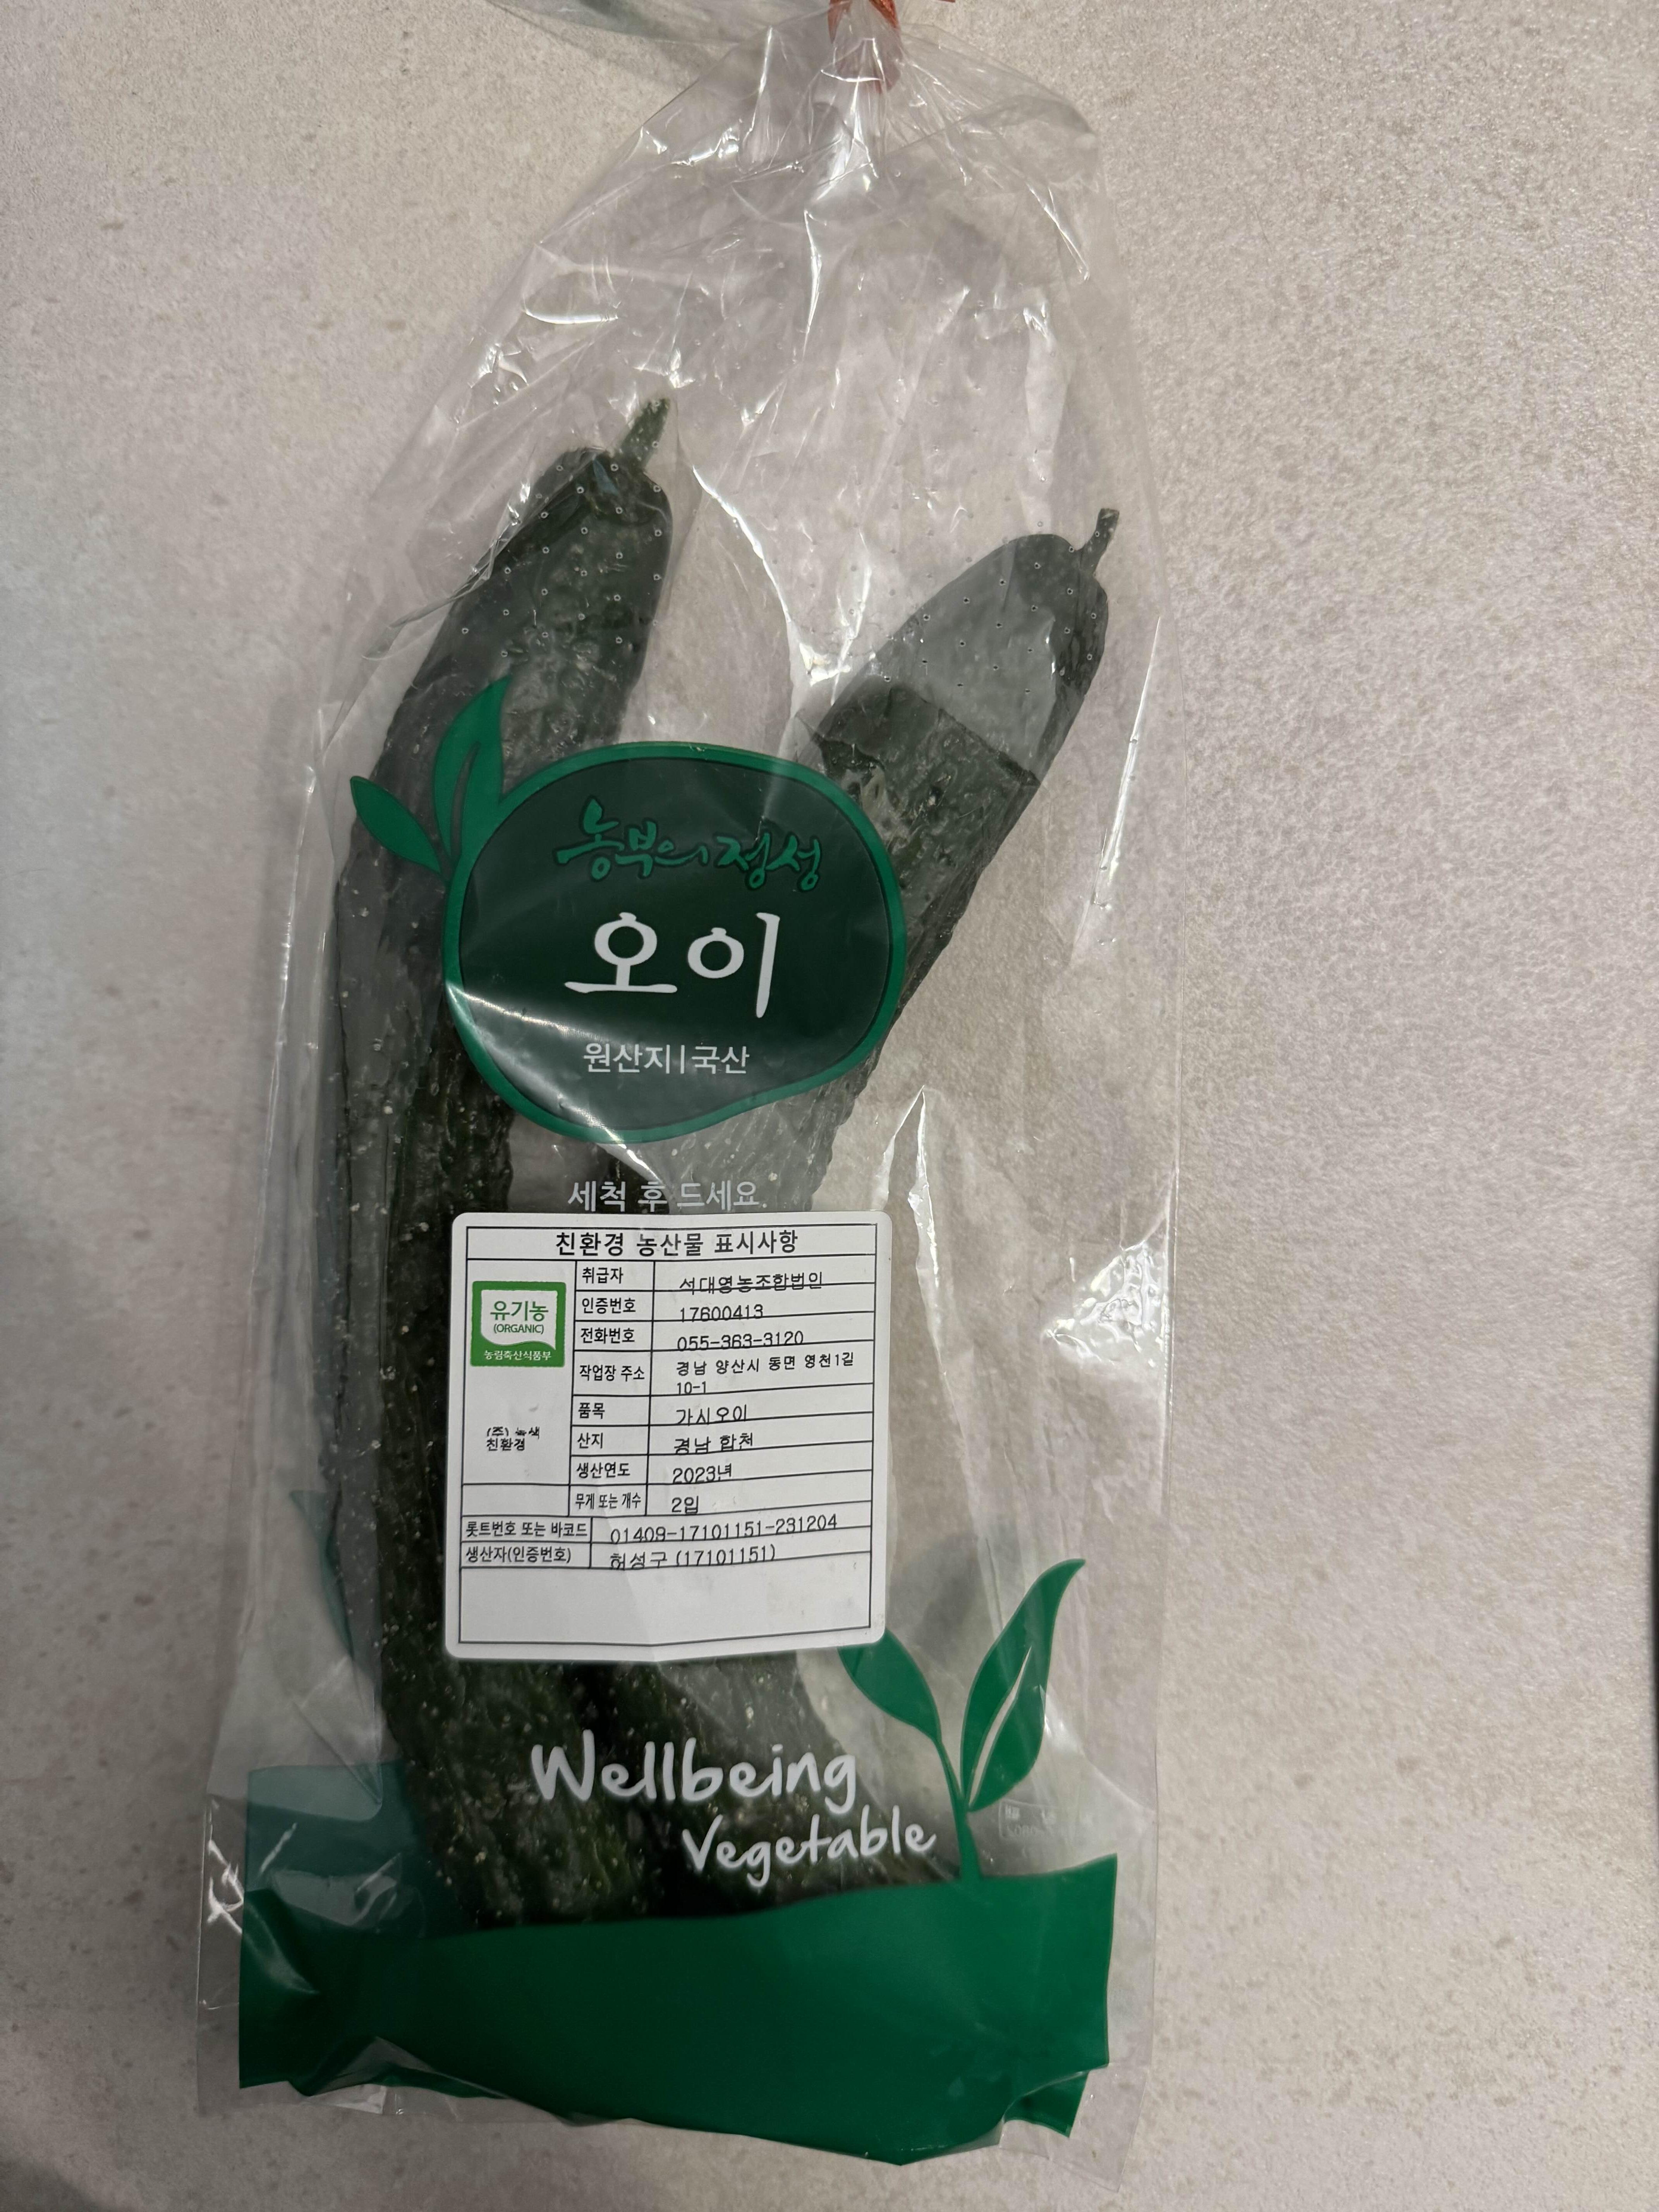 농부의 정성
오이
원산지|국산
세척 후 드세요.
친환경 농산물 표시사항
유기농
(ORGANIC)
농림축산식품부
(주) 녹색
친환경
취급자 석대영농조합법인
인증번호 17600413
전화번호 055-363-3120
작업장 주소 경남 양산시 동면 영천1길
10-1
품목 가시오이
산지 경남 합천
생산연도 2023년
무게 또는 개수 2입
롯트번호 또는 바코드 01409-17101151-231204
생산자(인증번호) 허성구 (17101151)
Wellbeing
Vegetable